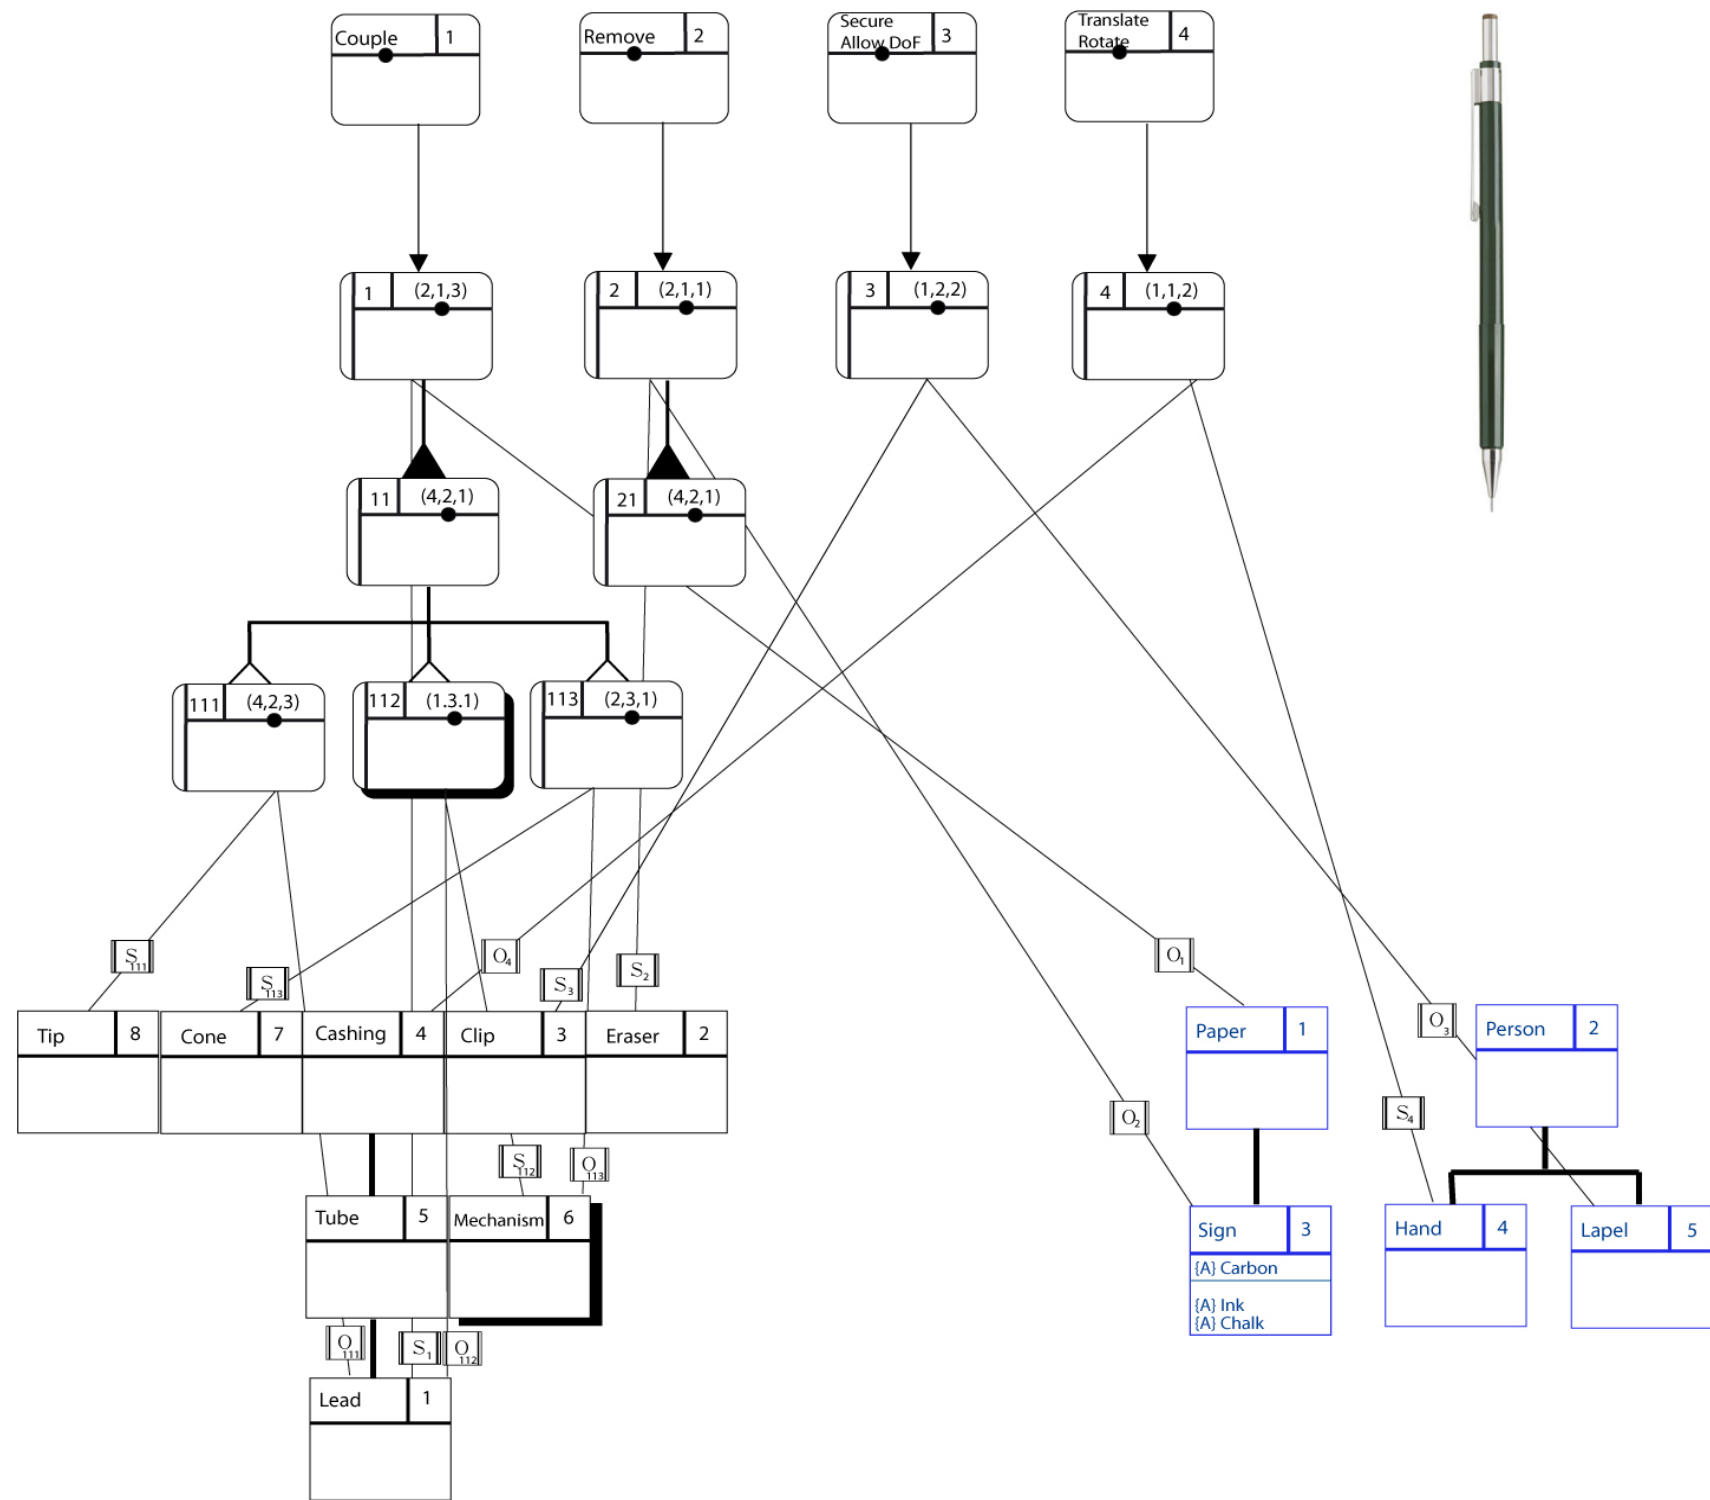 Couple 1
Remove 2
Secure
Allow DoF 3
Translate
Rotate 4
1 (2,1,3)
2 (2,1,1)
3 (1,2,2)
4 (1,1,2)
11 (4,2,1)
21 (4,2,1)
111 (4,2,3)
112 (1.3.1)
113 (2,3,1)
S111
S113
O4
S3
S2
O1
O3
Tip 8
Cone 7
Cashing 4
Clip 3
Eraser 2
Paper 1
Person 2
O2
S4
S112
O113
Tube 5
Mechanism 6
Sign 3
{A} Carbon
{A} Ink
{A} Chalk
Hand 4
Lapel 5
O111
S1
O112
Lead 1